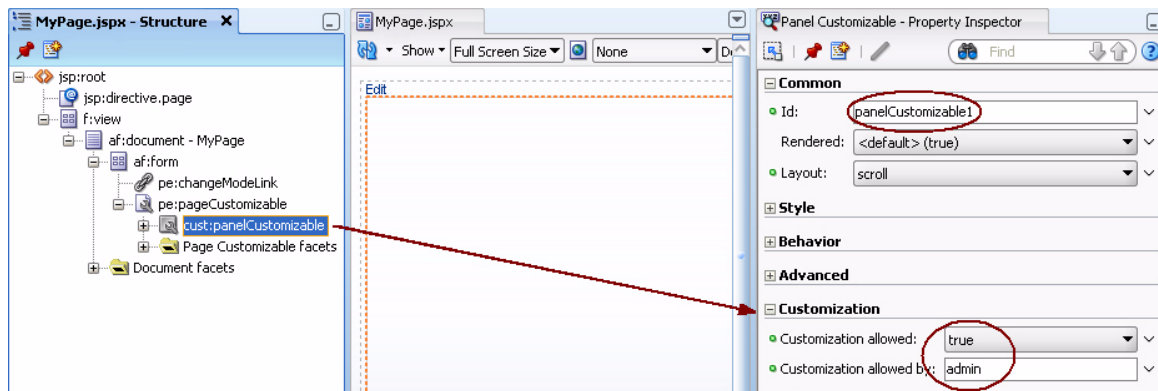 MyPage.jspx - Structure
jsp:root
jsp:directive.page
f:view
af:document - MyPage
af:form
pe:changeModeLink
pe:pageCustomizable
cust:panelCustomizable
Page Customizable facets
Document facets
MyPage.jspx
Show Full Screen Size None
Edit
Panel Customizable - Property Inspector
Find
Common
Id: panelCustomizable1
Rendered: <default> (true)
Layout: scroll
Style
Behavior
Advanced
Customization
Customization allowed: true
Customization allowed by: admin